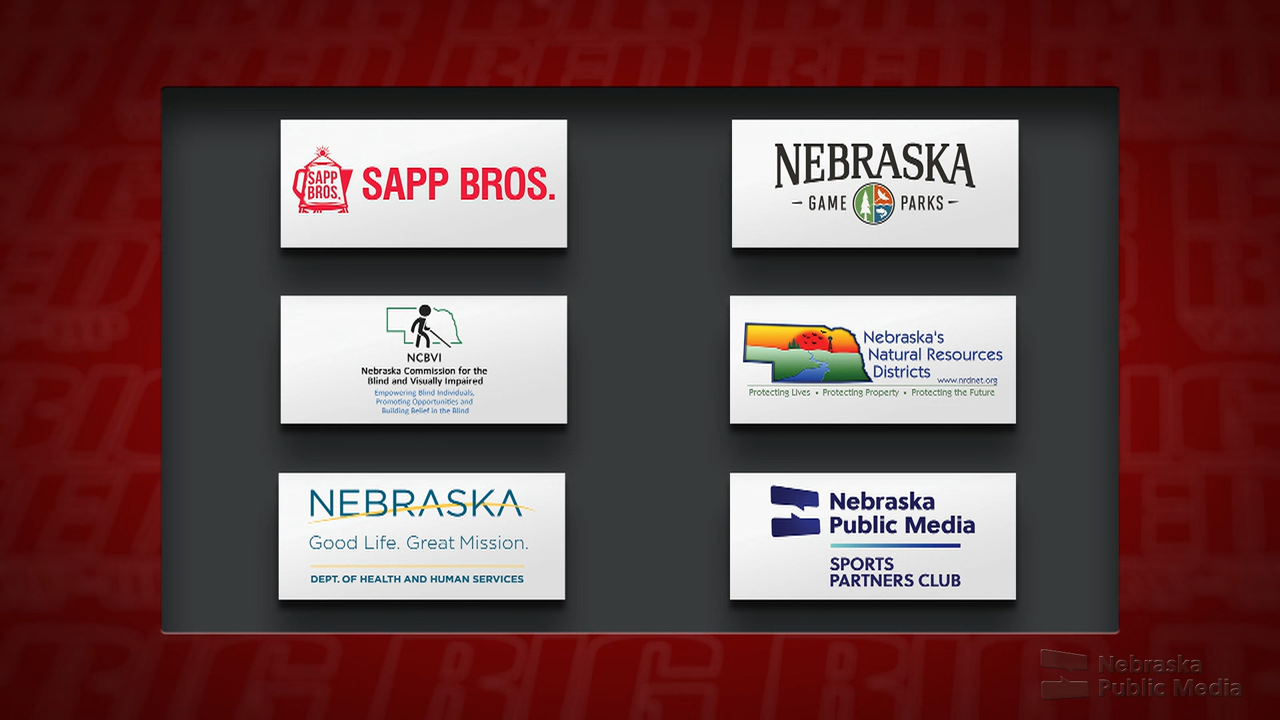 SAPP
BROS.
SAPP BROS.
NEBRASKA
GAME PARKS
NCBVI
Nebraska Commission for the
Blind and Visually Impaired
Empowering Blind Individuals,
Promoting Opportunities and
Building Belief in the Blind
Nebraska's
Natural Resources
Districts
www.nrdnet.org
Protecting Lives • Protecting Property • Protecting the Future
NEBRASKA
Good Life. Great Mission.
DEPT. OF HEALTH AND HUMAN SERVICES
Nebraska
Public Media
SPORTS
PARTNERS CLUB
Nebraska
Public Media